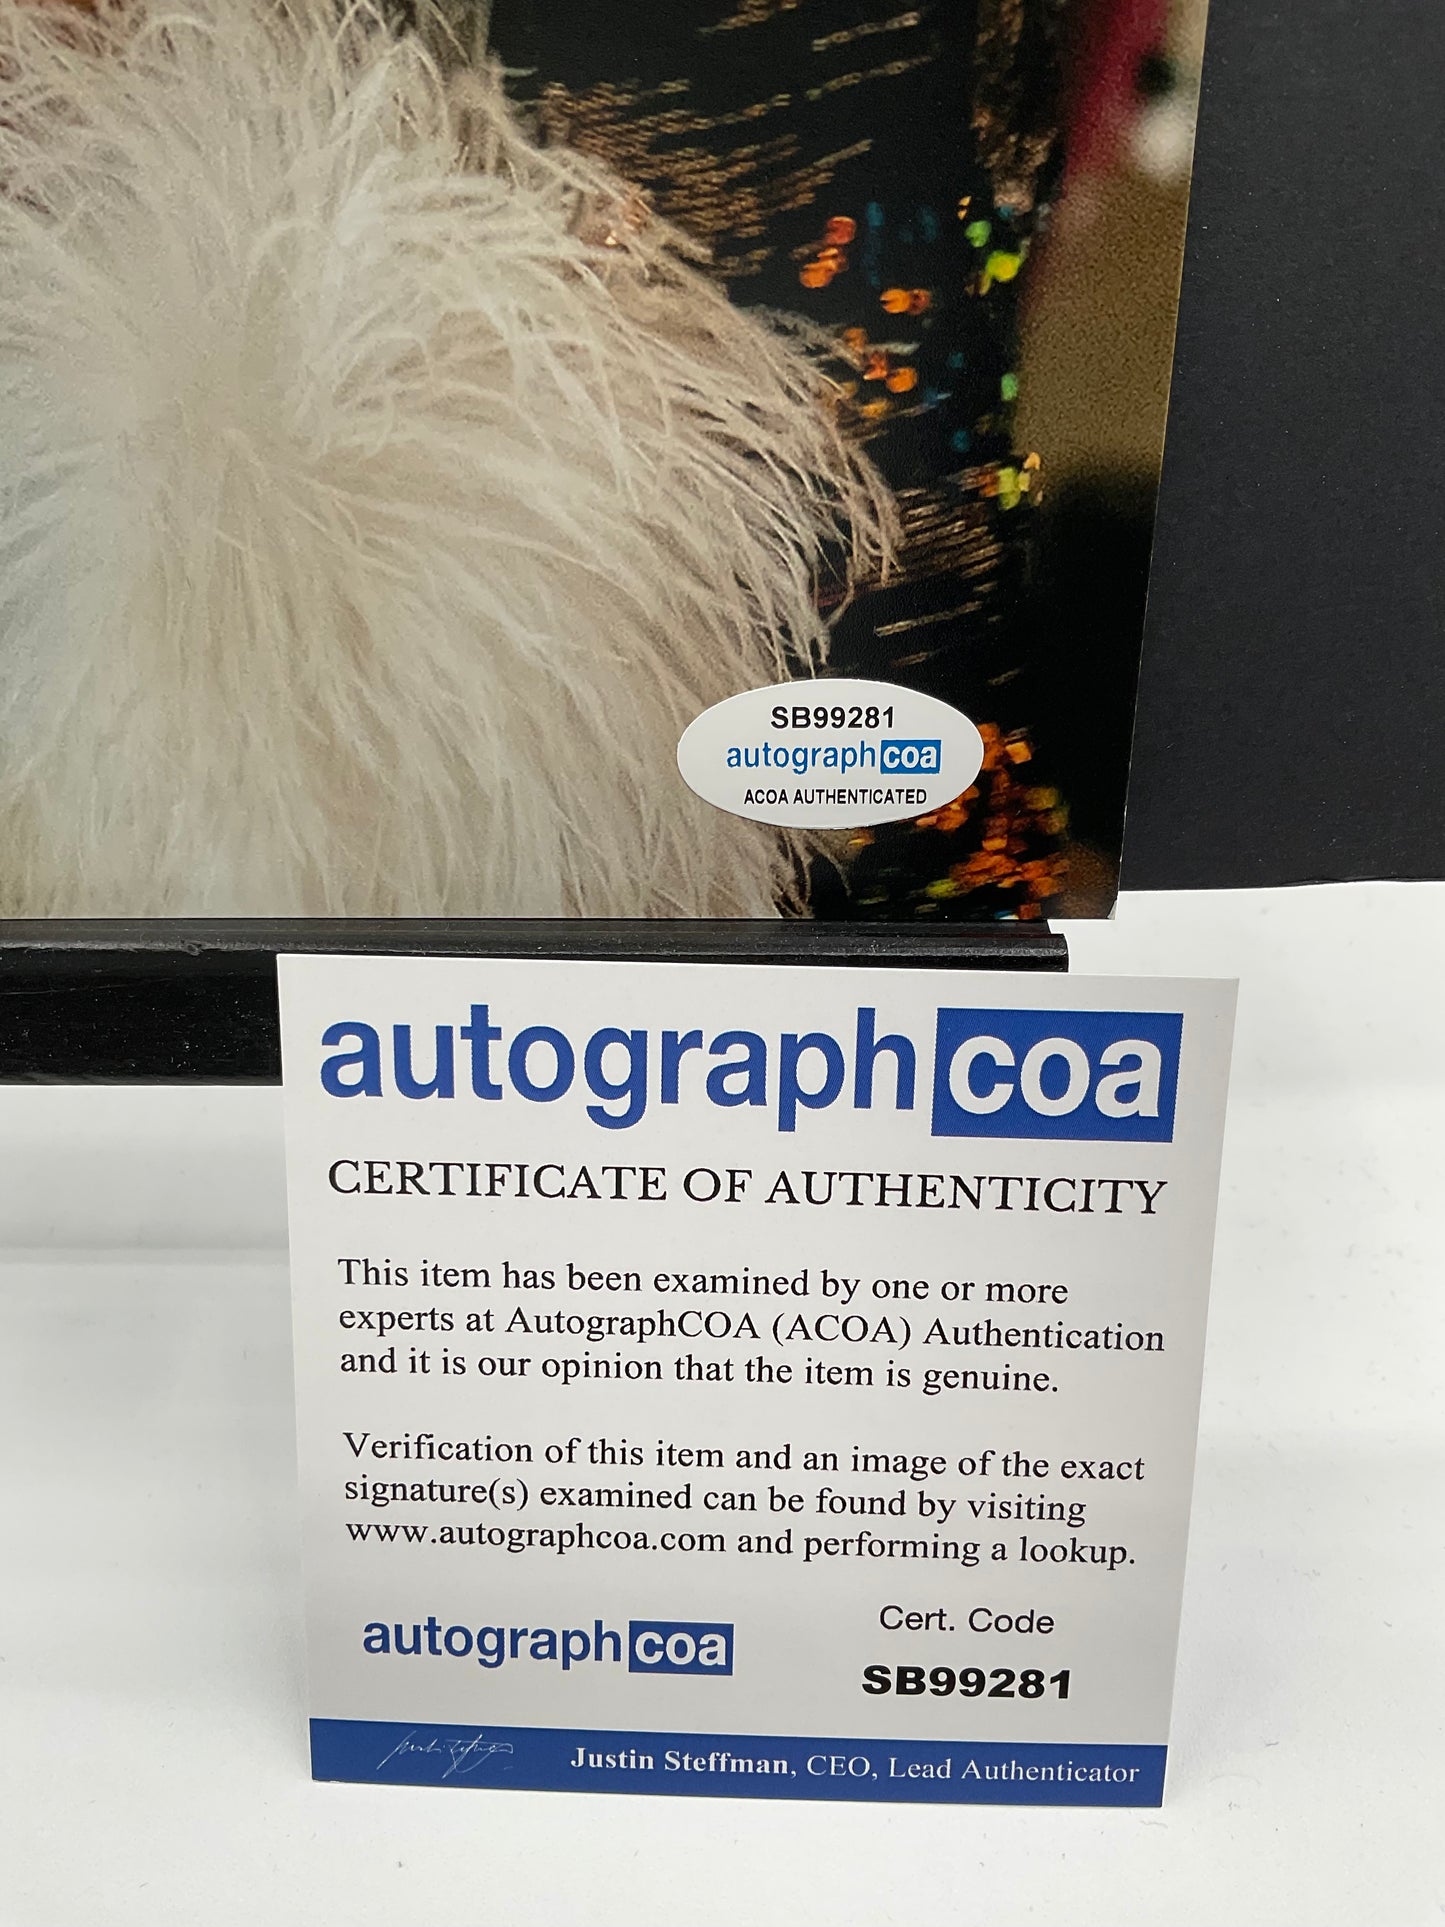 SB99281
autographcoa
ACOA AUTHENTICATED
autographcoa
CERTIFICATE OF AUTHENTICITY
This item has been examined by one or more
experts at AutographCOA (ACOA) Authentication
and it is our opinion that the item is genuine.
Verification of this item and an image of the exact
signature(s) examined can be found by visiting
www.autographcoa.com and performing a lookup.
autographcoa
Cert. Code
SB99281
Justin Steffman, CEO, Lead Authenticator